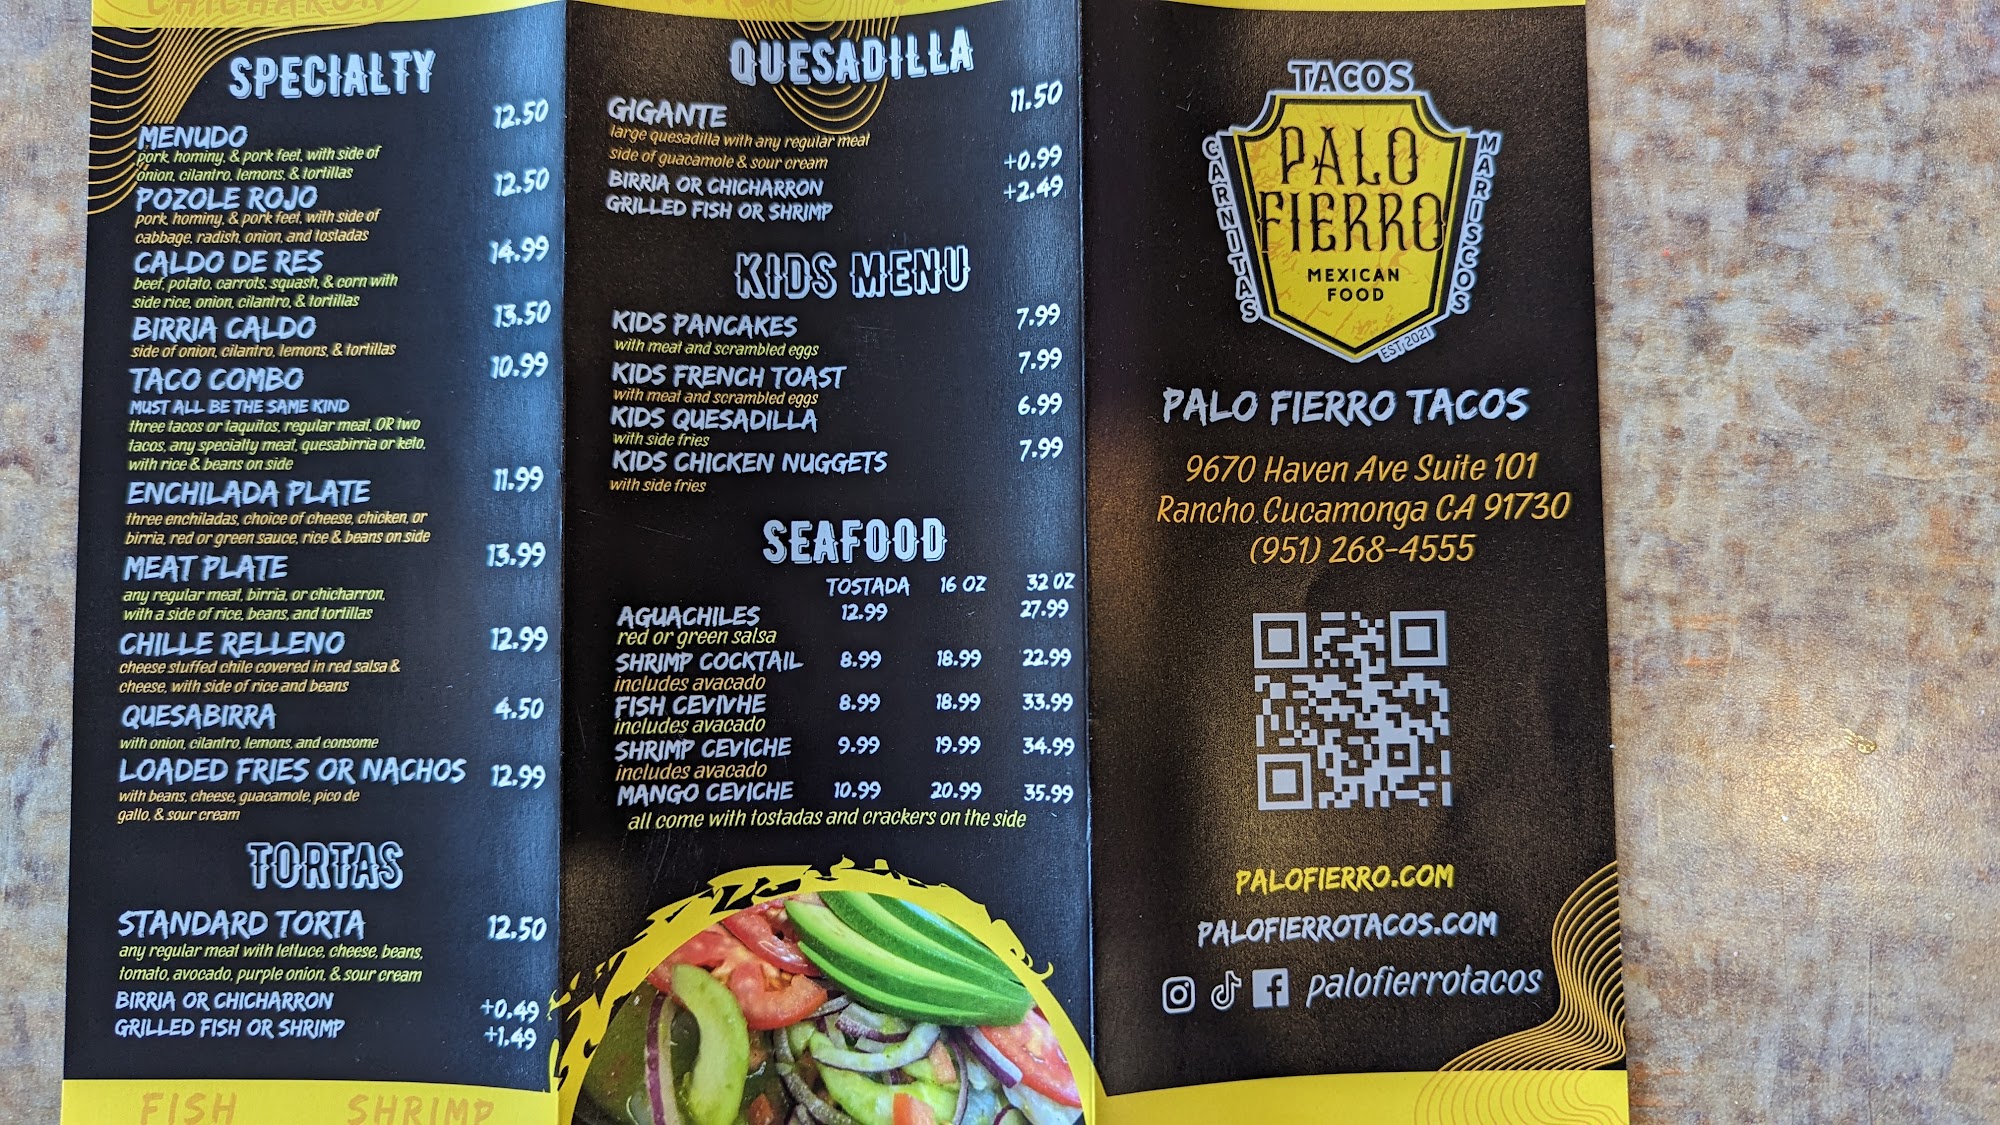 CHICHARON
SPECIALTY
MENUDO 12.50
pork, hominy, & pork feet, with side of
onion, cilantro, lemons, & tortillas
POZOLE ROJO 12.50
pork, hominy, & pork feet, with side of
cabbage, radish, onion, and tostadas
CALDO DE RES 14.99
beef, potato, carrots, squash, & corn with
side rice, onion, cilantro, & tortillas
BIRRIA CALDO 13.50
side of onion, cilantro, lemons, & tortillas
TACO COMBO 10.99
MUST ALL BE THE SAME KIND
three tacos or taquitos, regular meat, OR two
tacos, any specialty meat, quesabirria or keto,
with rice & beans on side
ENCHILADA PLATE 11.99
three enchiladas, choice of cheese, chicken, or
birria, red or green sauce, rice & beans on side
MEAT PLATE 13.99
any regular meat, birria, or chicharron,
with a side of rice, beans, and tortillas
CHILLE RELLENO 12.99
cheese stuffed chile covered in red salsa &
cheese, with side of rice and beans
QUESABIRRA 4.50
with onion, cilantro, lemons, and consome
LOADED FRIES OR NACHOS 12.99
with beans, cheese, guacamole, pico de
gallo, & sour cream
TORTAS
STANDARD TORTA 12.50
any regular meat with lettuce, cheese, beans,
tomato, avocado, purple onion, & sour cream
BIRRIA OR CHICHARRON +0.49
GRILLED FISH OR SHRIMP +1.49
FISH SHRIMP
QUESADILLA
GIGANTE 11.50
large quesadilla with any regular meat
side of guacamole & sour cream
BIRRIA OR CHICHARRON +0.99
GRILLED FISH OR SHRIMP +2.49
KIDS MENU
KIDS PANCAKES 7.99
with meat and scrambled eggs
KIDS FRENCH TOAST 7.99
with meat and scrambled eggs
KIDS QUESADILLA 6.99
with side fries
KIDS CHICKEN NUGGETS 7.99
with side fries
SEAFOOD
TOSTADA 16 OZ 32 OZ
AGUACHILES 12.99 27.99
red or green salsa
SHRIMP COCKTAIL 8.99 18.99 22.99
includes avacado
FISH CEVIVHE 8.99 18.99 33.99
includes avacado
SHRIMP CEVICHE 9.99 19.99 34.99
includes avacado
MANGO CEVICHE 10.99 20.99 35.99
all come with tostadas and crackers on the side
TACOS
CARNITAS
MARISCOS
PALO
FIERRO
MEXICAN
FOOD
EST. 2021
PALO FIERRO TACOS
9670 Haven Ave Suite 101
Rancho Cucamonga CA 91730
(951) 268-4555
PALOFIERRO.COM
PALOFIERROTACOS.COM
palofierrotacos